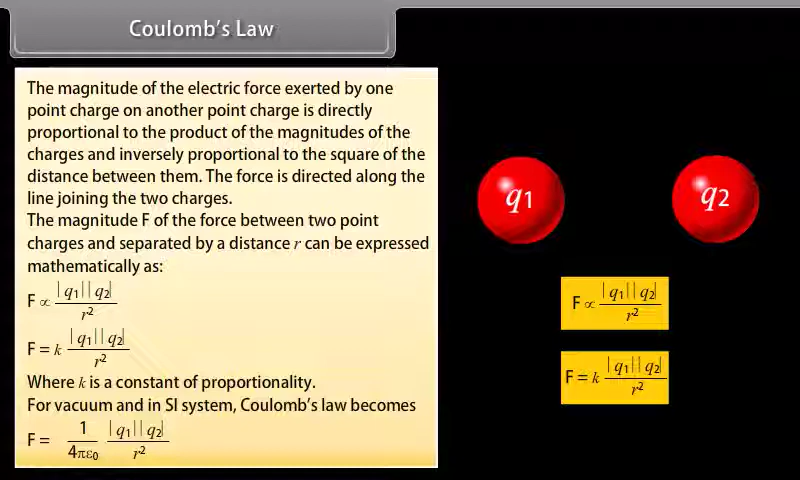 Coulomb's Law
The magnitude of the electric force exerted by one
point charge on another point charge is directly
proportional to the product of the magnitudes of the
charges and inversely proportional to the square of the
distance between them. The force is directed along the
line joining the two charges.
The magnitude F of the force between two point
charges and separated by a distance r can be expressed
mathematically as:
F ∝ |q1||q2| / r²
F = k |q1||q2| / r²
Where k is a constant of proportionality.
For vacuum and in SI system, Coulomb's law becomes
F = 1 / 4πε0 |q1||q2| / r²
q1
q2
F ∝ |q1||q2| / r²
F = k |q1||q2| / r²